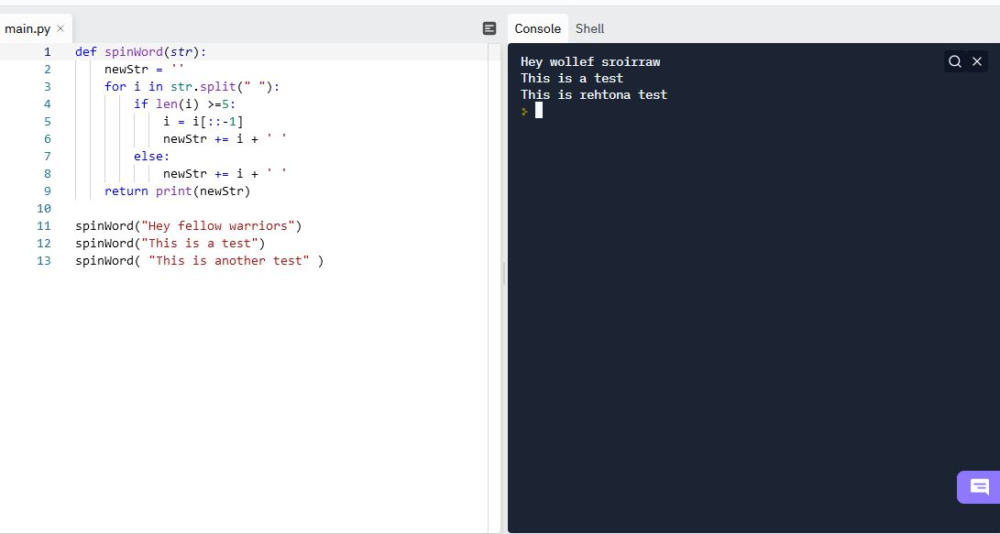 main.py ×
1 def spinWord(str):
2     newStr = ''
3     for i in str.split(" "):
4         if len(i) >=5:
5             i = i[::-1]
6             newStr += i + ' '
7         else:
8             newStr += i + ' '
9     return print(newStr)
10
11 spinWord("Hey fellow warriors")
12 spinWord("This is a test")
13 spinWord( "This is another test" )
Console Shell
Hey wollef sroirraw
This is a test
This is rehtona test